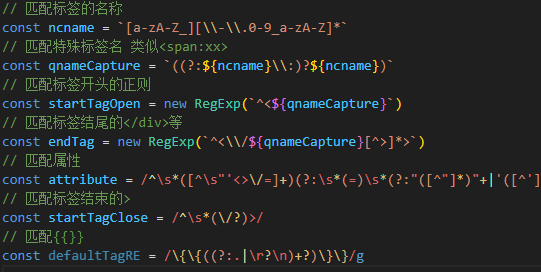 // 匹配标签的名称
const ncname = `[a-zA-Z_][\\-\\.0-9_a-zA-Z]*`
// 匹配特殊标签名 类似<span:xx>
const qnameCapture = `((?:${ncname}\\:)?${ncname})`
// 匹配标签开头的正则
const startTagOpen = new RegExp(`^<${qnameCapture}`)
// 匹配标签结尾的</div>等
const endTag = new RegExp(`^<\\/${qnameCapture}[^>]*>`)
// 匹配属性
const attribute = /^\s*([^\s"'<>\/=]+)(?:\s*(=)\s*(?:"([^"]*)"+|'([^']
// 匹配标签结束的>
const startTagClose = /^\s*(\/?)>/
// 匹配{{}}
const defaultTagRE = /\{\{((?:.|\r?\n)+?)\}\}/g